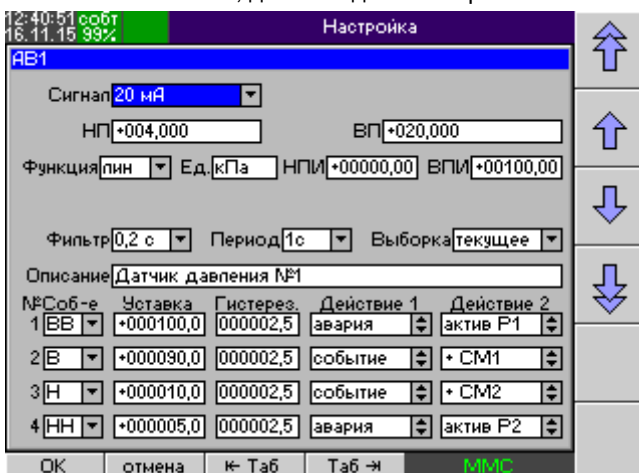 12:40:51 собт
16.11.15 99%
Настройка
АВ1
Сигнал 20 мА
НП +004,000 ВП +020,000
Функция лин Ед. кПа НПИ +00000,00 ВПИ +00100,00
Фильтр 0,2 с Период 1с Выборка текущее
Описание Датчик давления №1
№ Соб-е Уставка Гистерез. Действие 1 Действие 2
1 ВВ +000100,0 000002,5 авария актив Р1
2 В +000090,0 000002,5 событие + СМ1
3 Н +000010,0 000002,5 событие + СМ2
4 НН +000005,0 000002,5 авария актив Р2
ОК отмена Таб Таб ММС